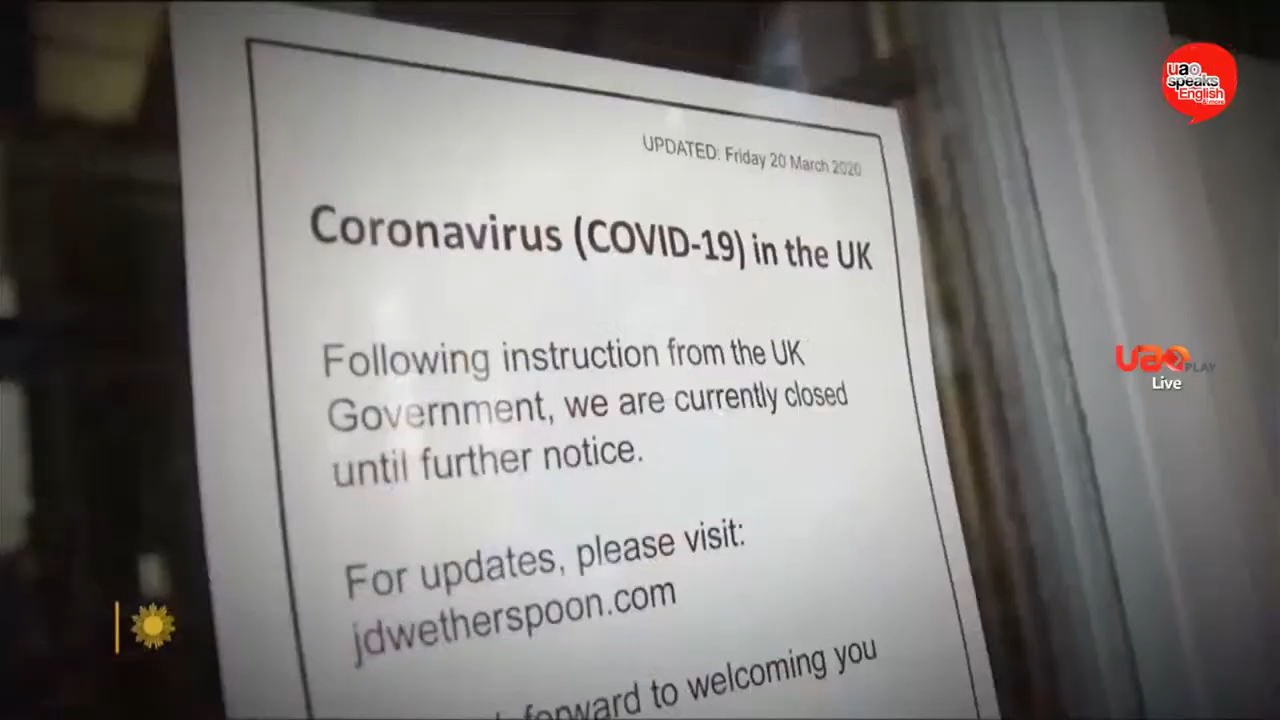 uao
speaks
English
UPDATED: Friday 20 March 2020
Coronavirus (COVID-19) in the UK
Following instruction from the UK
Government, we are currently closed
until further notice.
uao PLAY
Live
For updates, please visit:
jdwetherspoon.com
forward to welcoming you